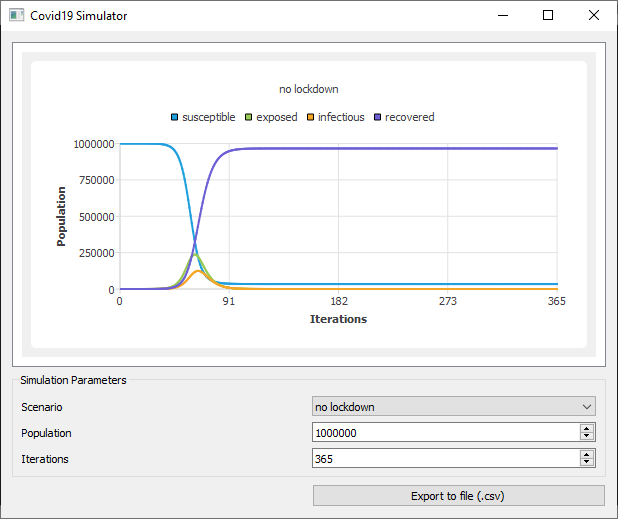 Covid19 Simulator
no lockdown
susceptible exposed infectious recovered
1000000
750000
500000
250000
0
Population
0 91 182 273 365
Iterations
Simulation Parameters
Scenario no lockdown
Population 1000000
Iterations 365
Export to file (.csv)